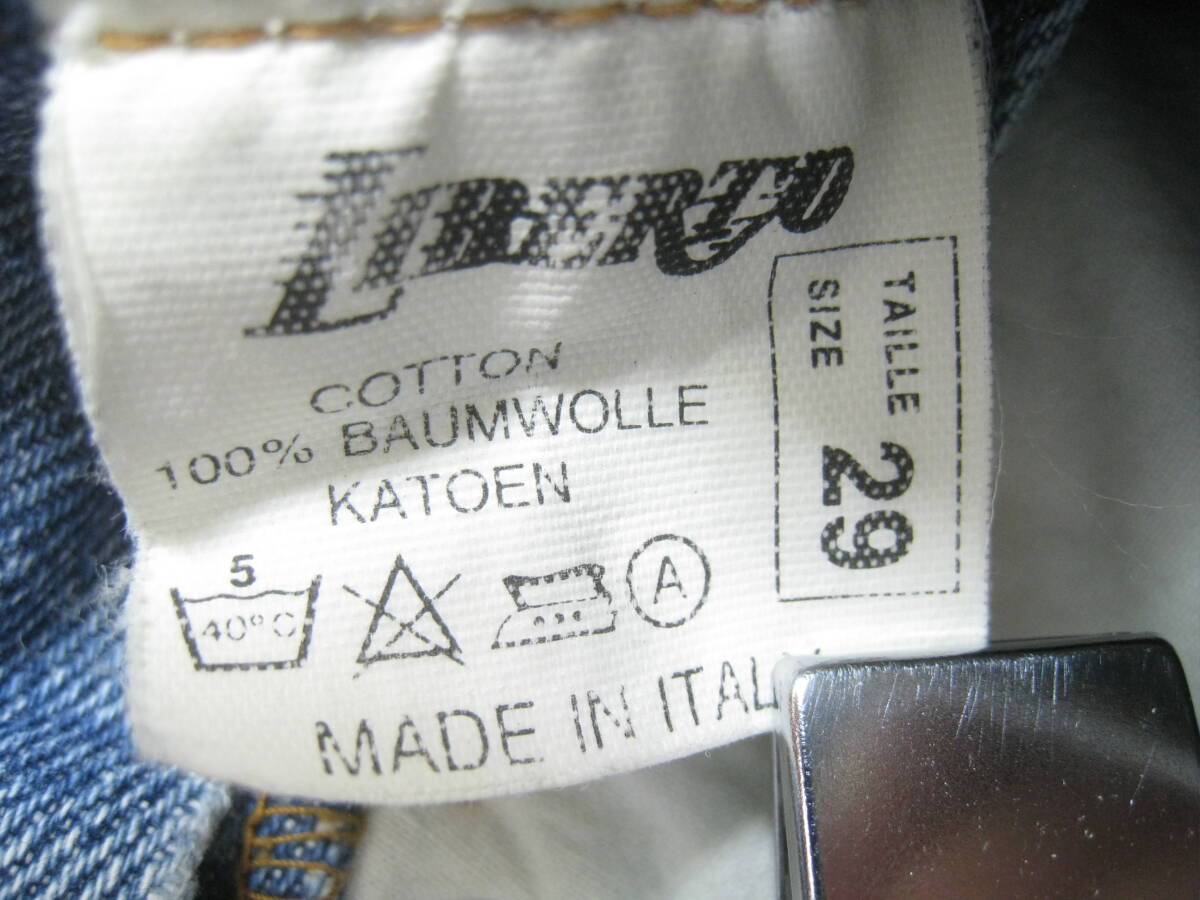 LIBERTO
COTTON
100% BAUMWOLLE
KATOEN
5
40°C
A
MADE IN ITAL
TAILLE
SIZE
29